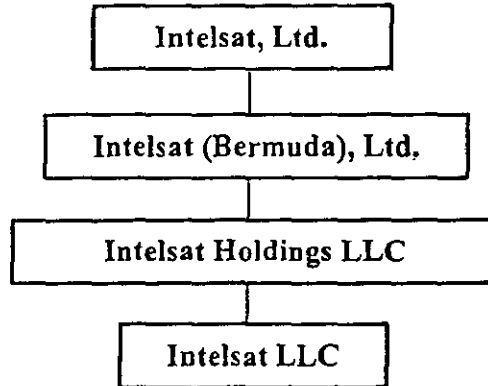 Intelsat, Ltd.
Intelsat (Bermuda), Ltd.
Intelsat Holdings LLC
Intelsat LLC